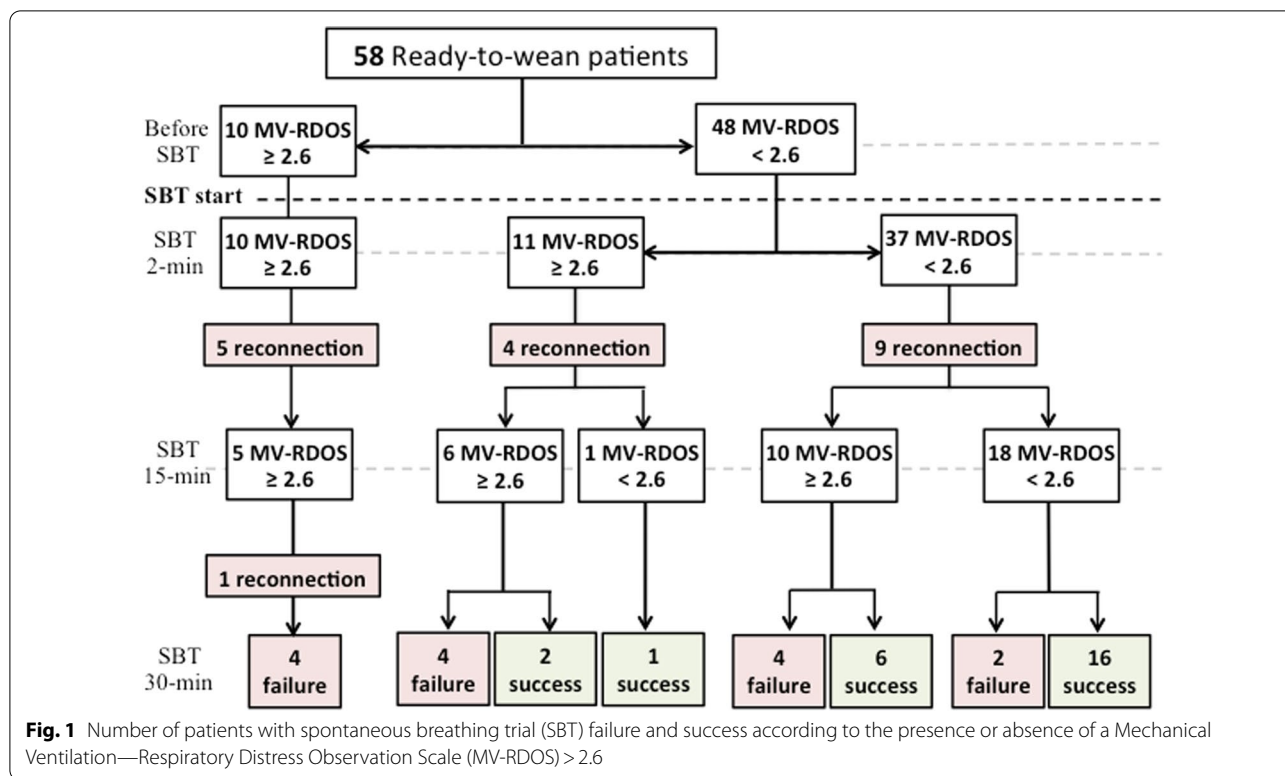 58 Ready-to-wean patients
Before
SBT
10 MV-RDOS
≥ 2.6
48 MV-RDOS
< 2.6
SBT start
SBT
2-min
10 MV-RDOS
≥ 2.6
11 MV-RDOS
≥ 2.6
37 MV-RDOS
< 2.6
5 reconnection
4 reconnection
9 reconnection
SBT
15-min
5 MV-RDOS
≥ 2.6
6 MV-RDOS
≥ 2.6
1 MV-RDOS
< 2.6
10 MV-RDOS
≥ 2.6
18 MV-RDOS
< 2.6
1 reconnection
SBT
30-min
4
failure
4
failure
2
success
1
success
4
failure
6
success
2
failure
16
success
Fig. 1 Number of patients with spontaneous breathing trial (SBT) failure and success according to the presence or absence of a Mechanical
Ventilation—Respiratory Distress Observation Scale (MV-RDOS) > 2.6